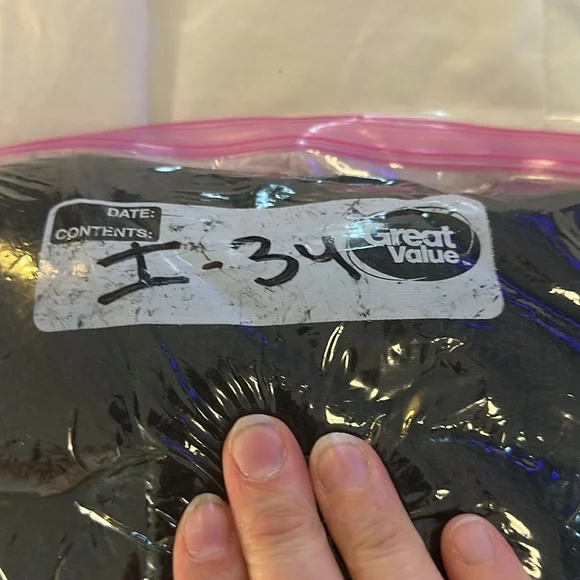 DATE:
CONTENTS:
I-34
Great
Value